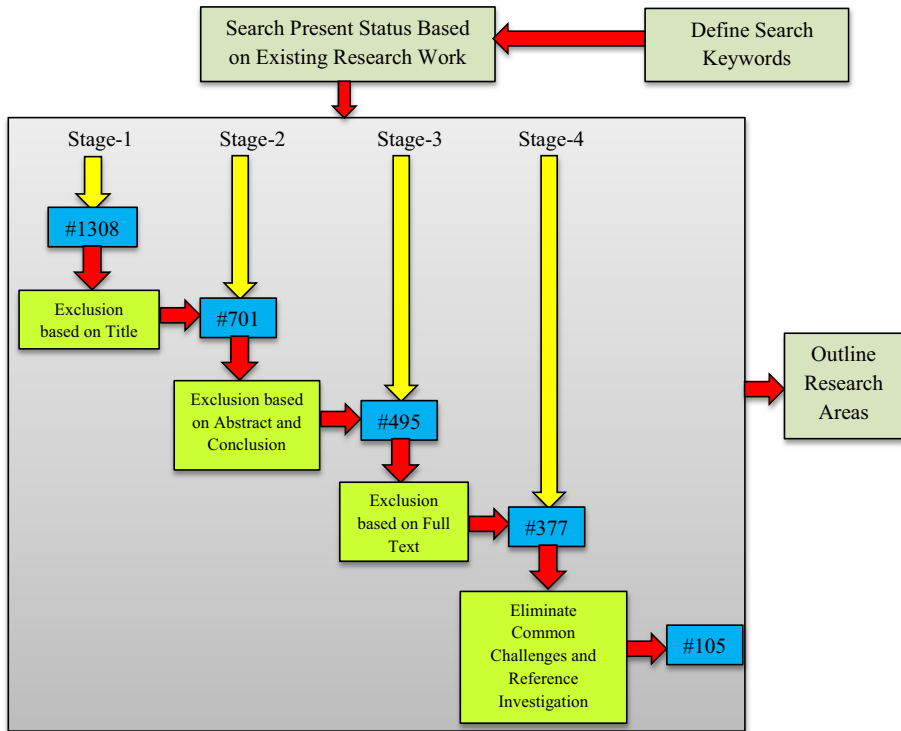 Search Present Status Based
on Existing Research Work
Define Search
Keywords
Stage-1
Stage-2
Stage-3
Stage-4
#1308
Exclusion
based on Title
#701
Exclusion based
on Abstract and
Conclusion
#495
Exclusion
based on Full
Text
#377
Eliminate
Common
Challenges and
Reference
Investigation
#105
Outline
Research
Areas